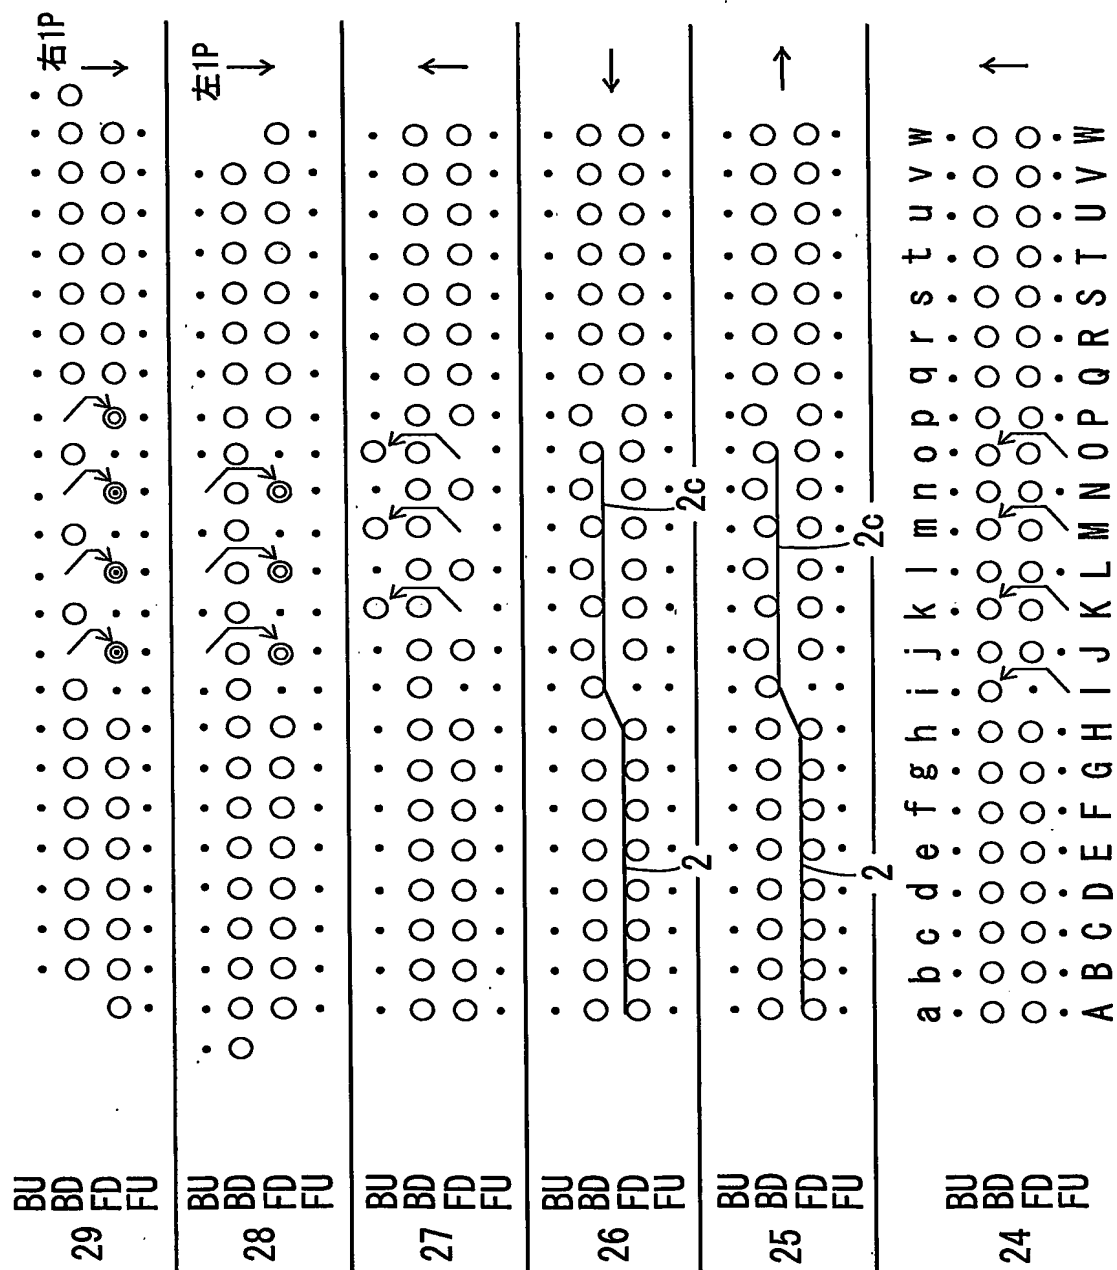 BU 右1P
BD
29
FD
FU
BU 左1P
BD
28
FD
FU
BU
BD
27
FD
FU
BU
BD
26
FD
FU
2 2c
BU
BD
25
FD
FU
2 2c
a b c d e f g h i j k l m n o p q r s t u v w
BU
BD
24
FD
FU
A B C D E F G H I J K L M N O P Q R S T U V W